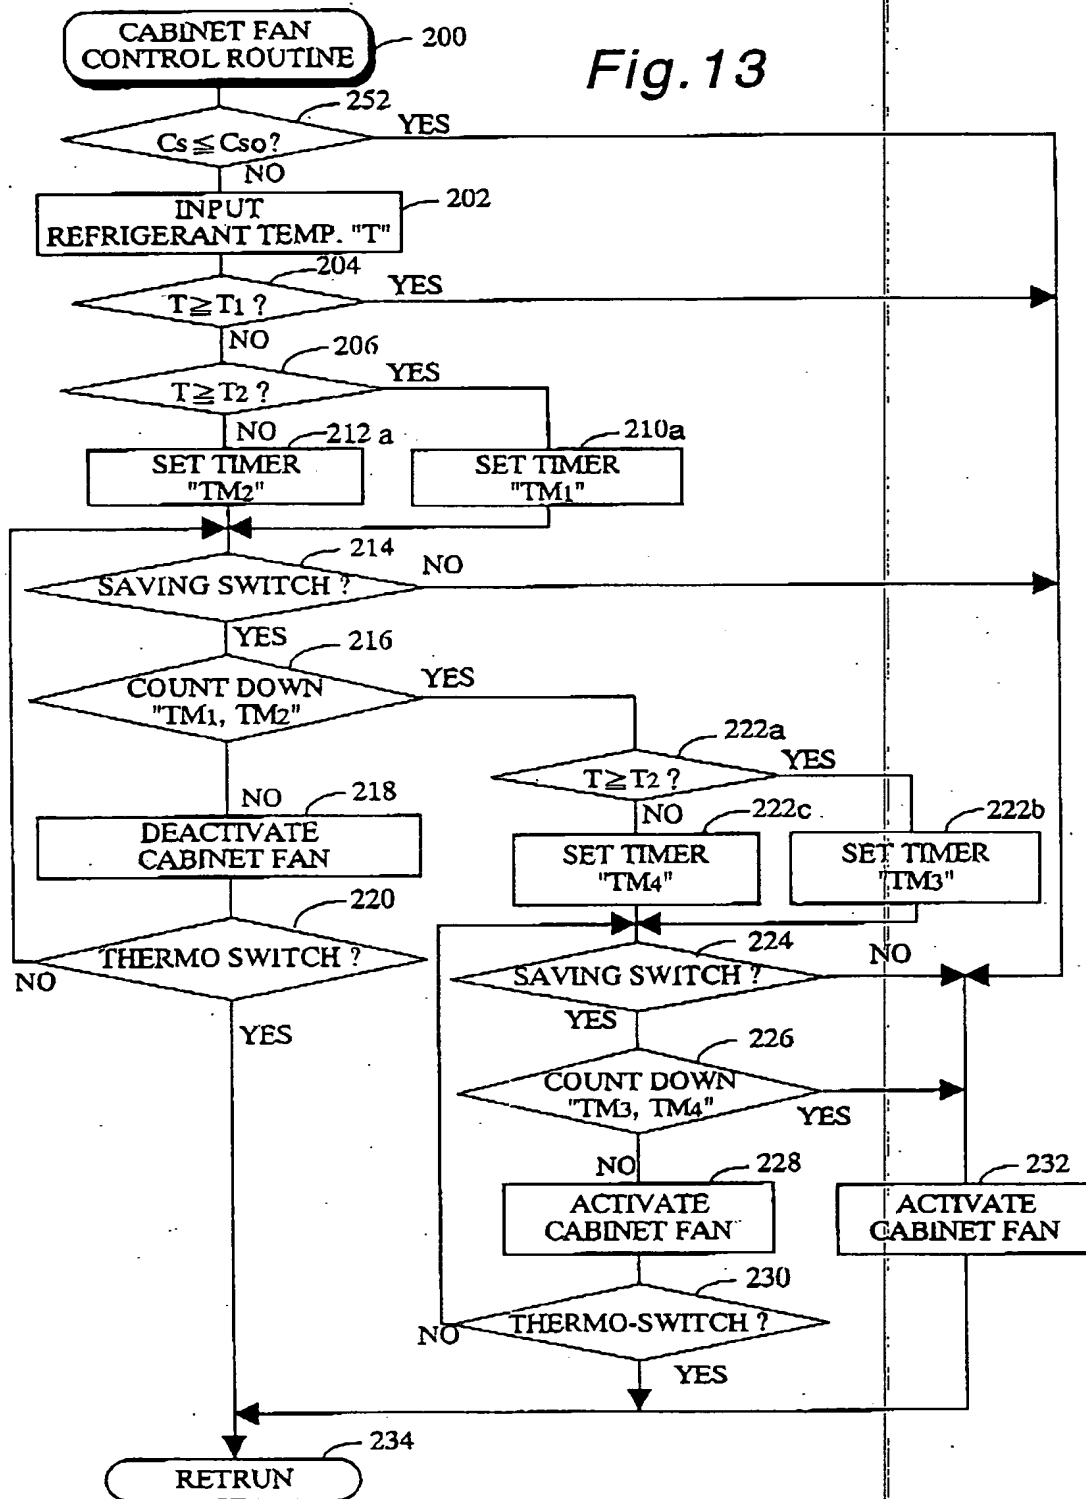 CABINET FAN
CONTROL ROUTINE
200
Fig.13
252
Cs≦Cso?
YES
NO
INPUT
REFRIGERANT TEMP. "T"
202
204
T≧T1 ?
YES
NO
206
T≧T2 ?
YES
NO
212 a
SET TIMER
"TM2"
210a
SET TIMER
"TM1"
214
SAVING SWITCH ?
NO
YES
216
COUNT DOWN
"TM1, TM2"
YES
222a
T≧T2 ?
YES
NO
218
DEACTIVATE
CABINET FAN
NO
222c
SET TIMER
"TM4"
222b
SET TIMER
"TM3"
220
THERMO SWITCH ?
NO
YES
224
SAVING SWITCH ?
NO
YES
226
COUNT DOWN
"TM3, TM4"
YES
NO
228
ACTIVATE
CABINET FAN
232
ACTIVATE
CABINET FAN
230
THERMO-SWITCH ?
NO
YES
234
RETRUN